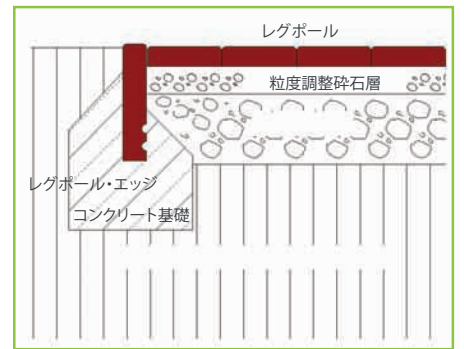 レグポール
粒度調整砕石層
レグポール・エッジ
コンクリート基礎